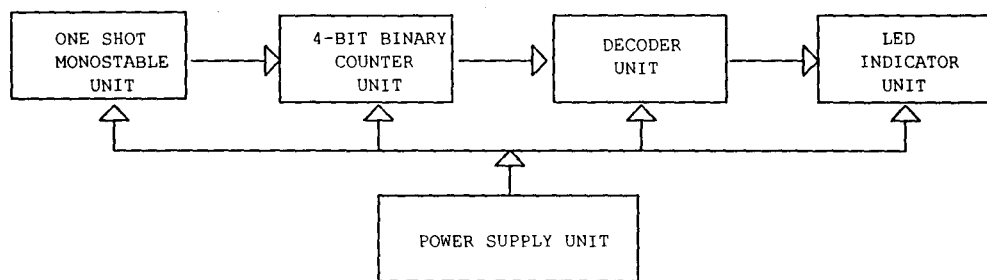 ONE SHOT
MONOSTABLE
UNIT
4-BIT BINARY
COUNTER
UNIT
DECODER
UNIT
LED
INDICATOR
UNIT
POWER SUPPLY UNIT